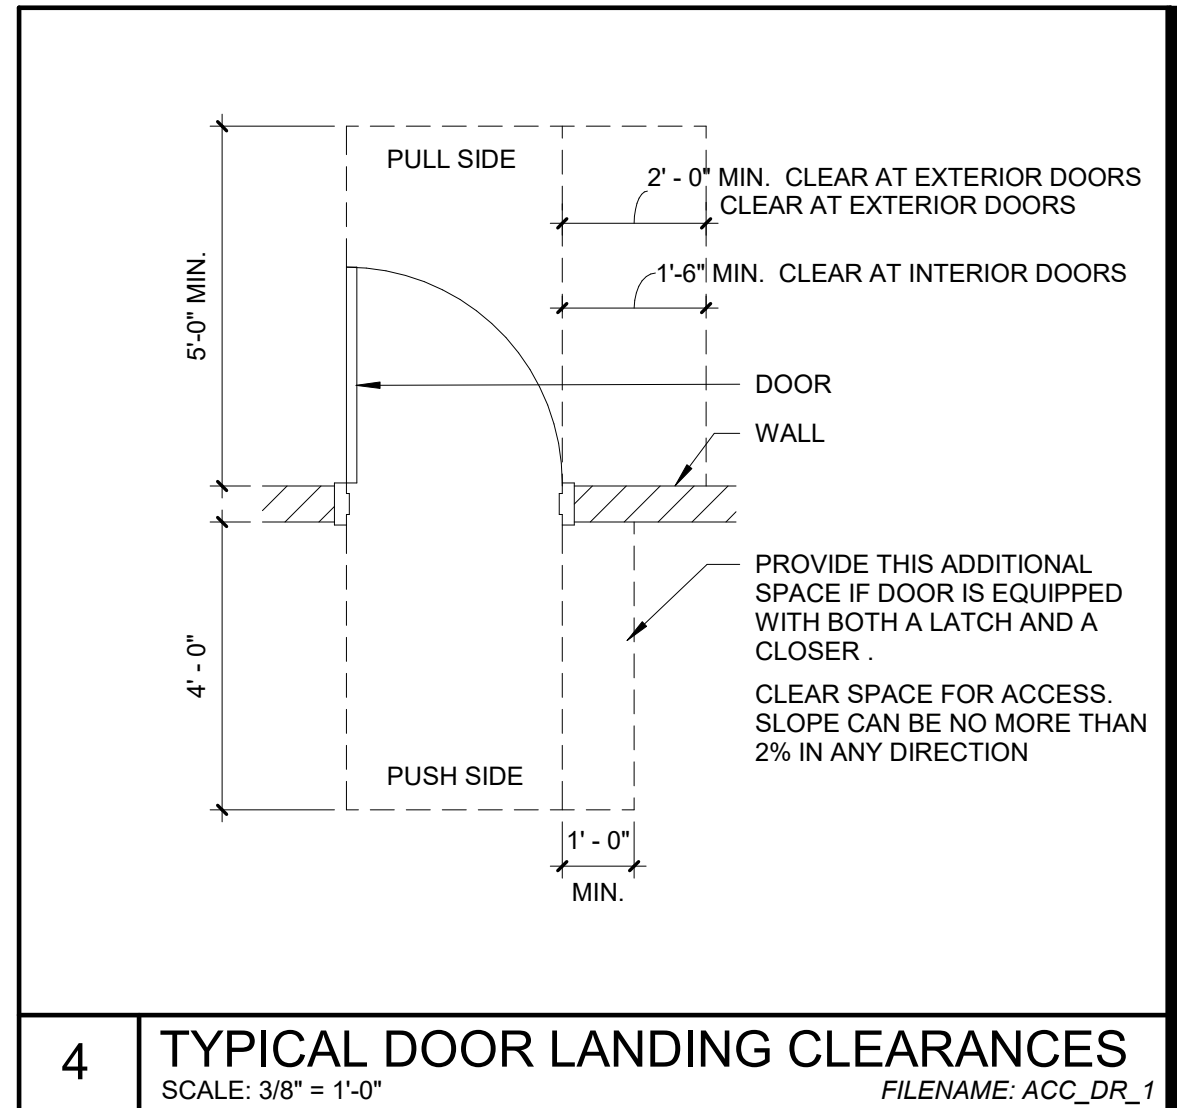 PULL SIDE
2' - 0" MIN. CLEAR AT EXTERIOR DOORS
CLEAR AT EXTERIOR DOORS
1'-6" MIN. CLEAR AT INTERIOR DOORS
5'-0" MIN.
DOOR
WALL
PROVIDE THIS ADDITIONAL
SPACE IF DOOR IS EQUIPPED
WITH BOTH A LATCH AND A
CLOSER .
4' - 0"
CLEAR SPACE FOR ACCESS.
SLOPE CAN BE NO MORE THAN
2% IN ANY DIRECTION
PUSH SIDE
1' - 0"
MIN.
4
TYPICAL DOOR LANDING CLEARANCES
SCALE: 3/8" = 1'-0"
FILENAME: ACC_DR_1